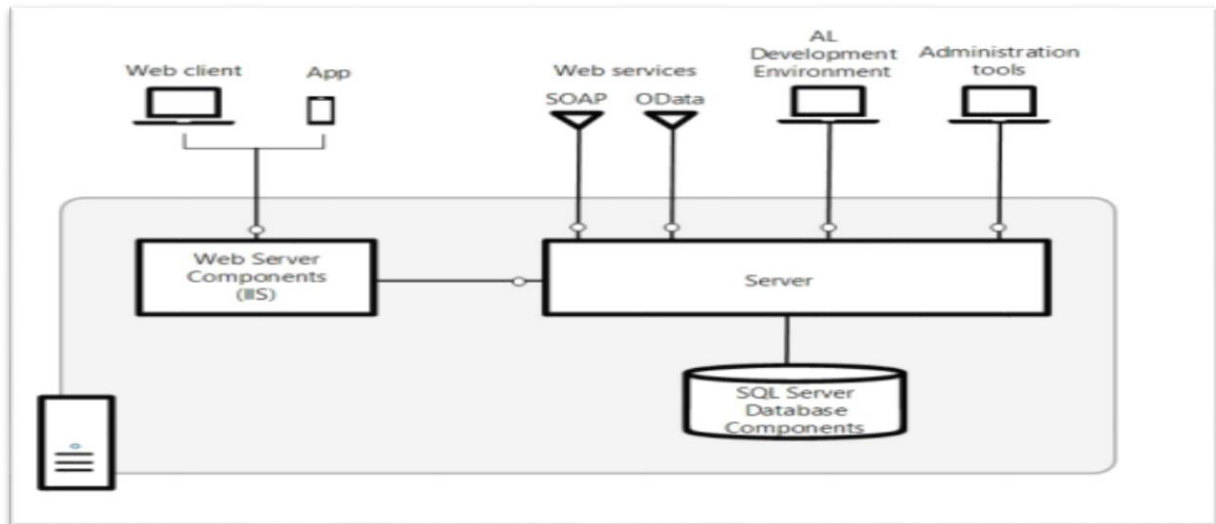 Web client
App
Web services
SOAP
OData
AL
Development
Environment
Administration
tools
Web Server
Components
(IIS)
Server
SQL Server
Database
Components